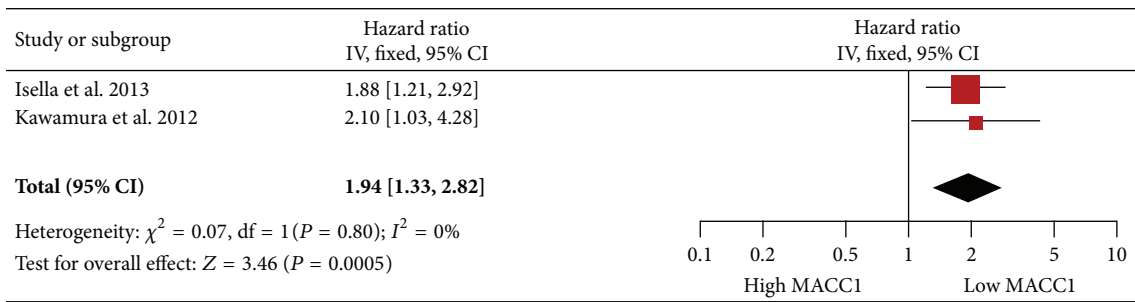 Study or subgroup
Hazard ratio
IV, fixed, 95% CI
Hazard ratio
IV, fixed, 95% CI
Isella et al. 2013 1.88 [1.21, 2.92]
Kawamura et al. 2012 2.10 [1.03, 4.28]
Total (95% CI) 1.94 [1.33, 2.82]
Heterogeneity: χ² = 0.07, df = 1 (P = 0.80); I² = 0%
Test for overall effect: Z = 3.46 (P = 0.0005)
0.1 0.2 0.5 1 2 5 10
High MACC1 Low MACC1